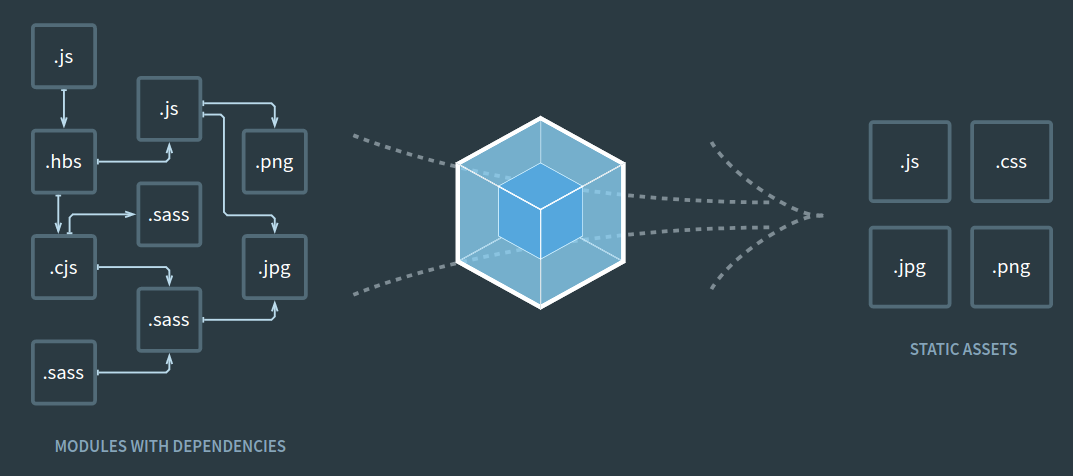 .js
.js
.hbs
.png
.sass
.cjs
.jpg
.sass
.sass
MODULES WITH DEPENDENCIES
.js
.css
.jpg
.png
STATIC ASSETS